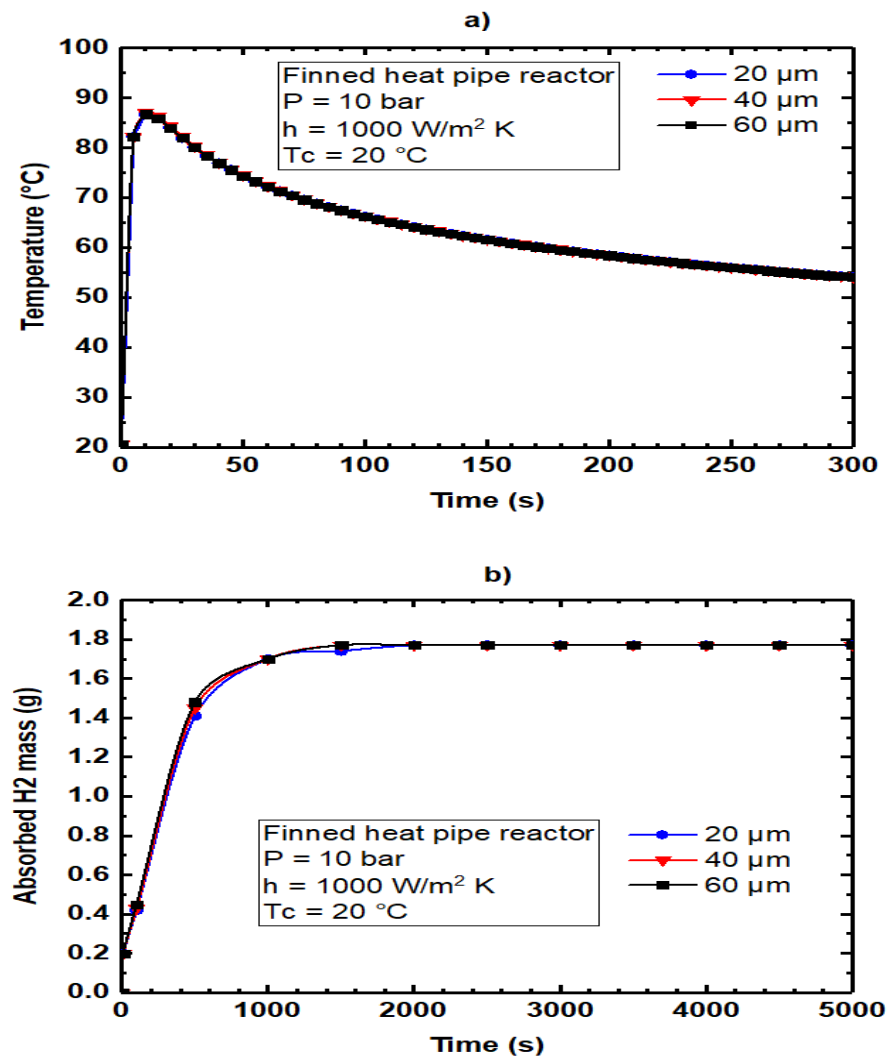 a)
100
90
80
70
60
50
40
30
20
Temperature (°C)
Finned heat pipe reactor
P = 10 bar
h = 1000 W/m² K
Tc = 20 °C
20 µm
40 µm
60 µm
0 50 100 150 200 250 300
Time (s)
b)
2.0
1.8
1.6
1.4
1.2
1.0
0.8
0.6
0.4
0.2
0.0
Absorbed H2 mass (g)
Finned heat pipe reactor
P = 10 bar
h = 1000 W/m² K
Tc = 20 °C
20 µm
40 µm
60 µm
0 1000 2000 3000 4000 5000
Time (s)